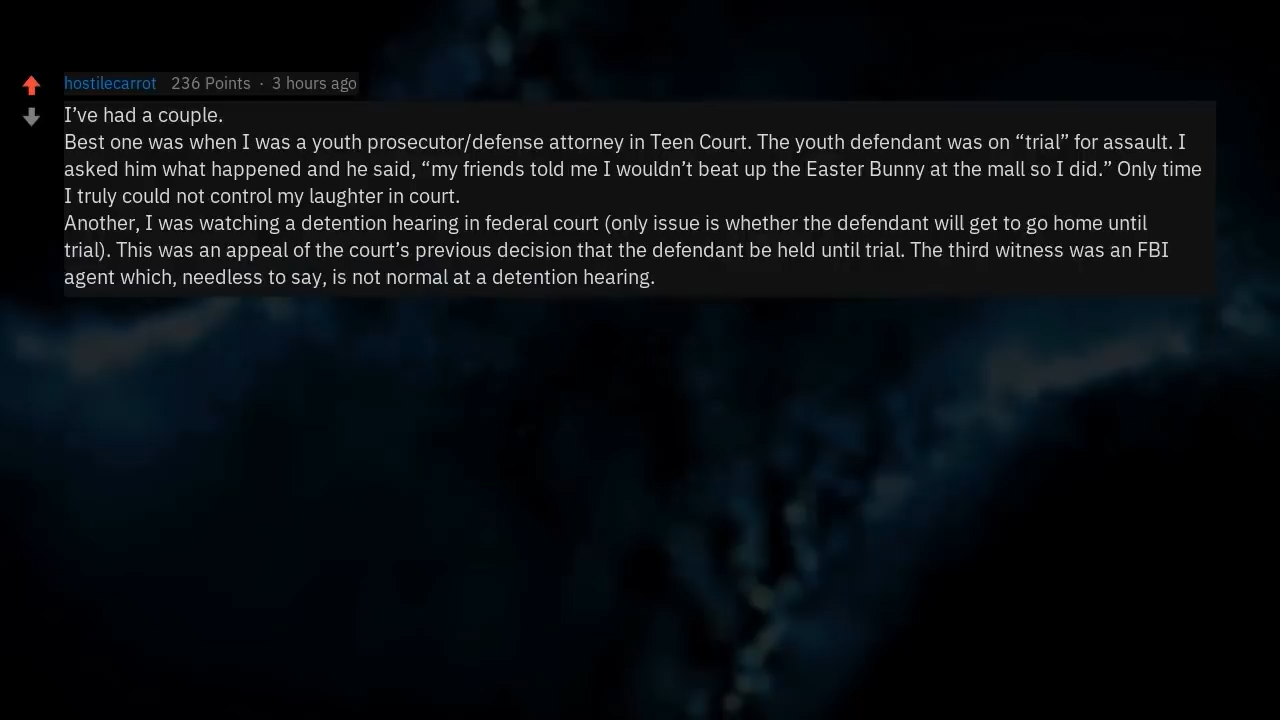 hostilecarrot 236 Points · 3 hours ago
I’ve had a couple.
Best one was when I was a youth prosecutor/defense attorney in Teen Court. The youth defendant was on “trial” for assault. I
asked him what happened and he said, “my friends told me I wouldn’t beat up the Easter Bunny at the mall so I did.” Only time
I truly could not control my laughter in court.
Another, I was watching a detention hearing in federal court (only issue is whether the defendant will get to go home until
trial). This was an appeal of the court’s previous decision that the defendant be held until trial. The third witness was an FBI
agent which, needless to say, is not normal at a detention hearing.